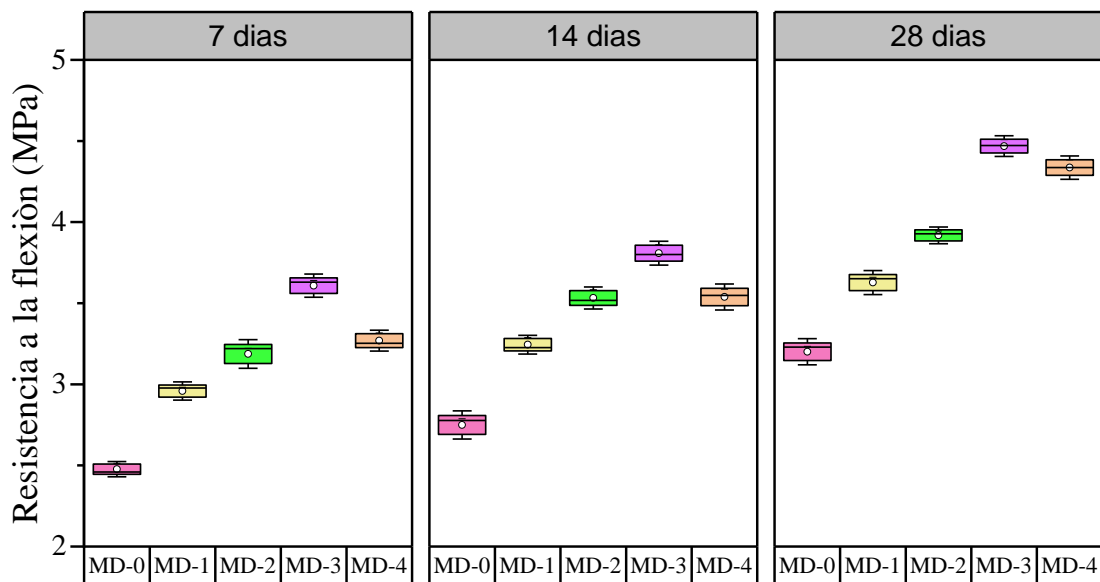 7 dias 14 dias 28 dias
Resistencia a la flexiòn (MPa)
5
4
3
2
MD-0 MD-1 MD-2 MD-3 MD-4 MD-0 MD-1 MD-2 MD-3 MD-4 MD-0 MD-1 MD-2 MD-3 MD-4